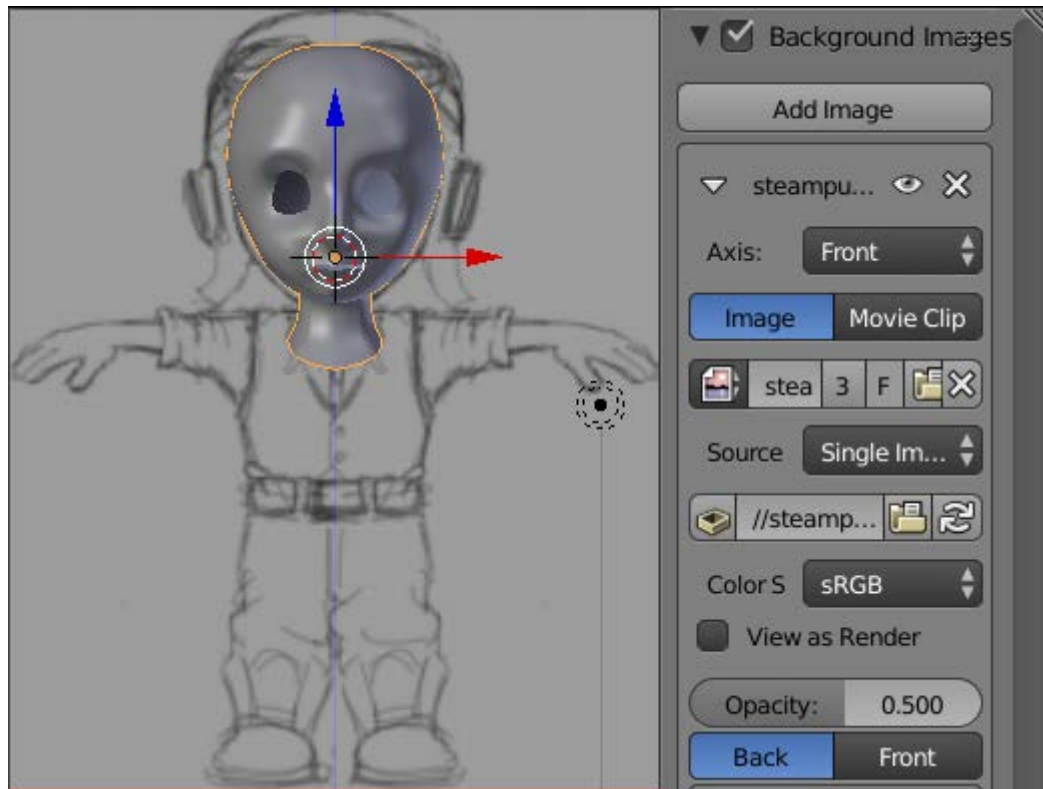 Background Images
Add Image
steampu...
Axis: Front
Image Movie Clip
stea 3 F
Source Single Im...
//steamp...
Color S sRGB
View as Render
Opacity: 0.500
Back Front